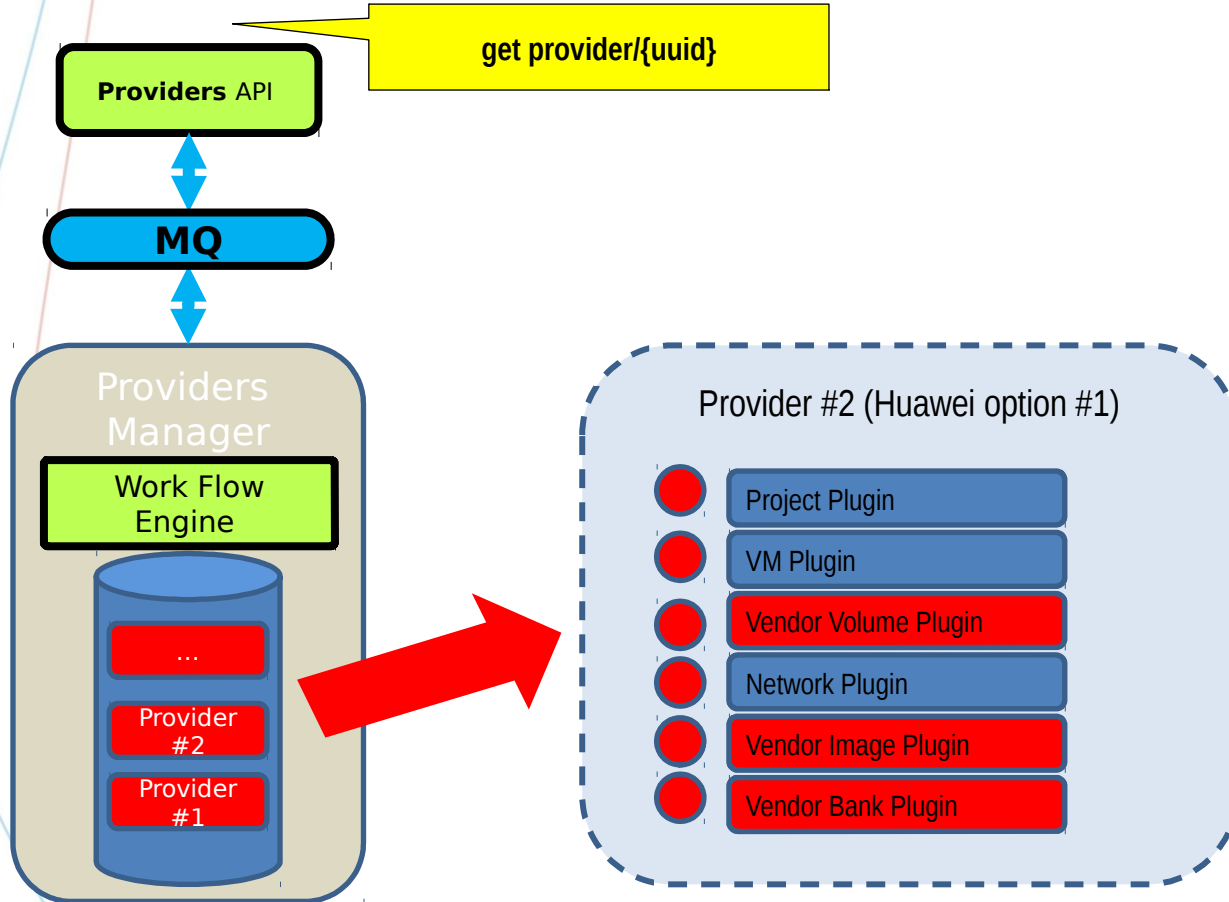 get provider/{uuid}
Providers API
MQ
Providers
Manager
Work Flow
Engine
...
Provider
#2
Provider
#1
Provider #2 (Huawei option #1)
Project Plugin
VM Plugin
Vendor Volume Plugin
Network Plugin
Vendor Image Plugin
Vendor Bank Plugin